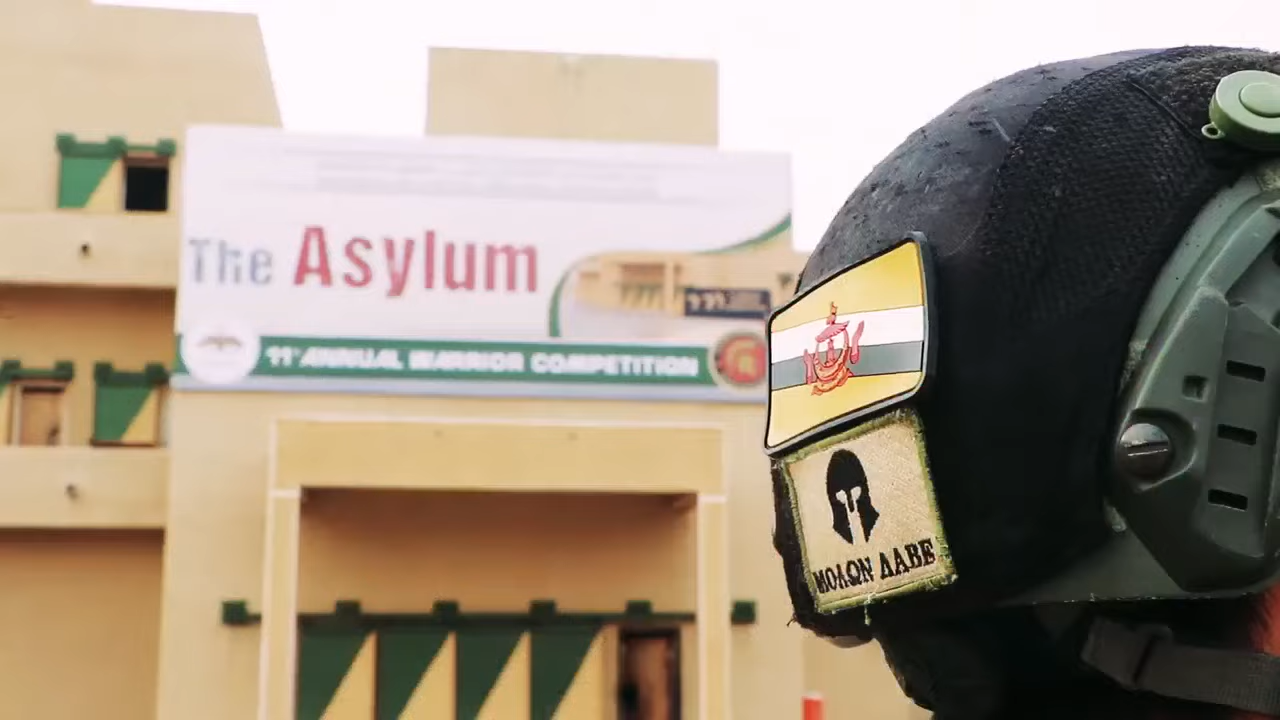 The Asylum
11th ANNUAL WARRIOR COMPETITION
ΜΟΛΩΝ ΛΑΒΕ